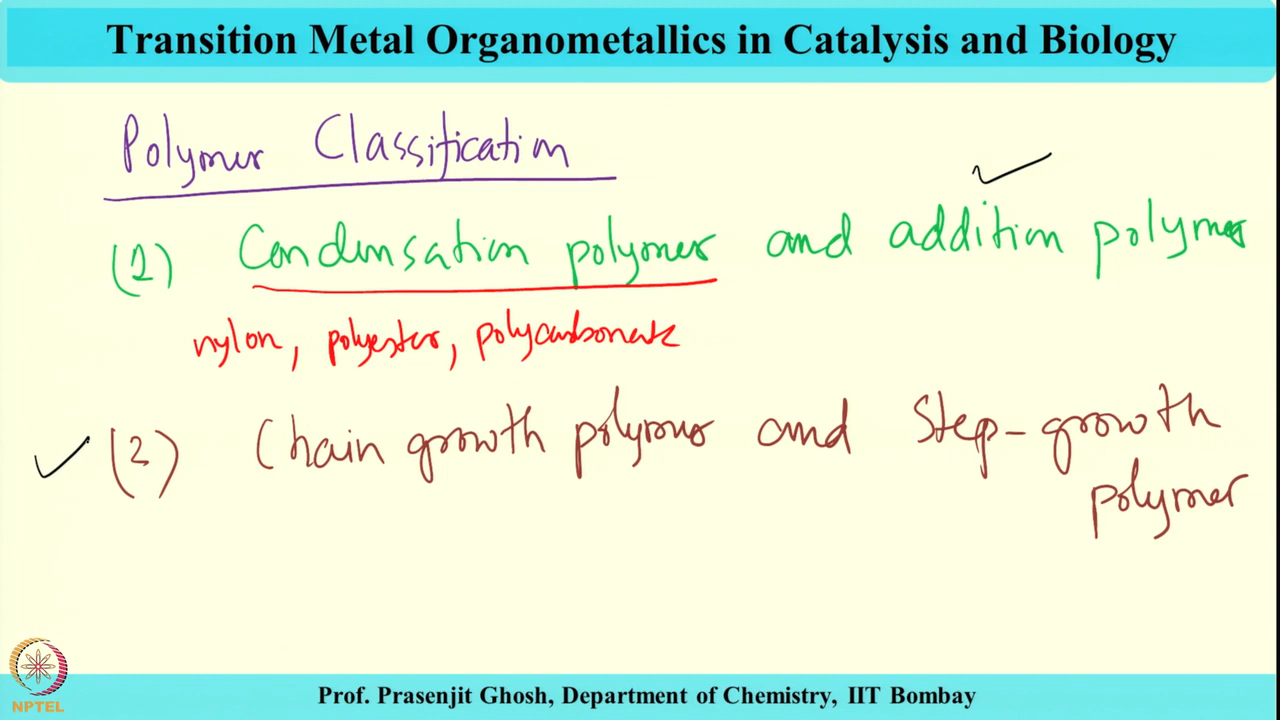 Transition Metal Organometallics in Catalysis and Biology
Polymer Classification
(1) Condensation polymer and addition polymer
nylon, polyester, polycarbonate
(2) Chain growth polymer and Step-growth
polymer
Prof. Prasenjit Ghosh, Department of Chemistry, IIT Bombay
NPTEL